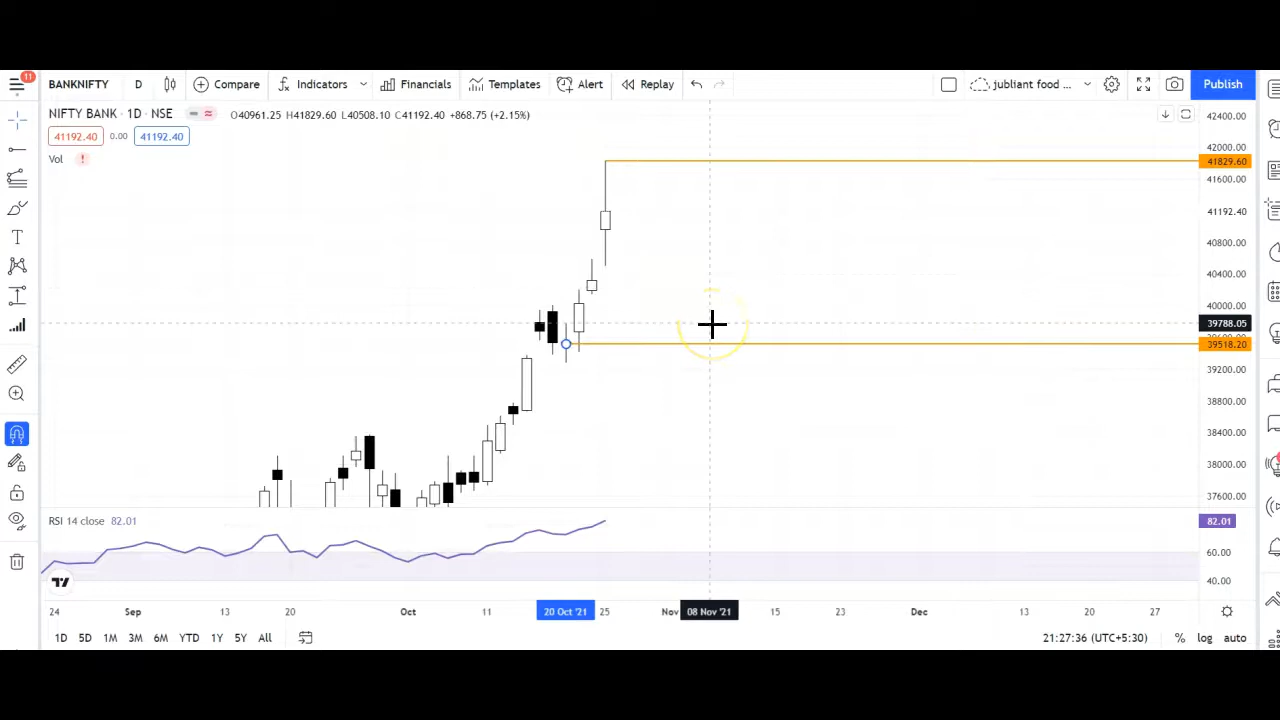 11
BANKNIFTY D Compare Indicators Financials Templates Alert Replay jubliant food ... Publish
NIFTY BANK · 1D · NSE O40961.25 H41829.60 L40508.10 C41192.40 +868.75 (+2.15%)
41192.40 0.00 41192.40
Vol !
42400.00
42000.00
41829.60
41600.00
41192.40
40800.00
40400.00
40000.00
39788.05
39518.20
39200.00
38800.00
38400.00
38000.00
37600.00
RSI 14 close 82.01
82.01
60.00
40.00
24 Sep 13 20 Oct 11 20 Oct '21 25 Nov 08 Nov '21 15 23 Dec 13 20 27
1D 5D 1M 3M 6M YTD 1Y 5Y All 21:27:36 (UTC+5:30) % log auto